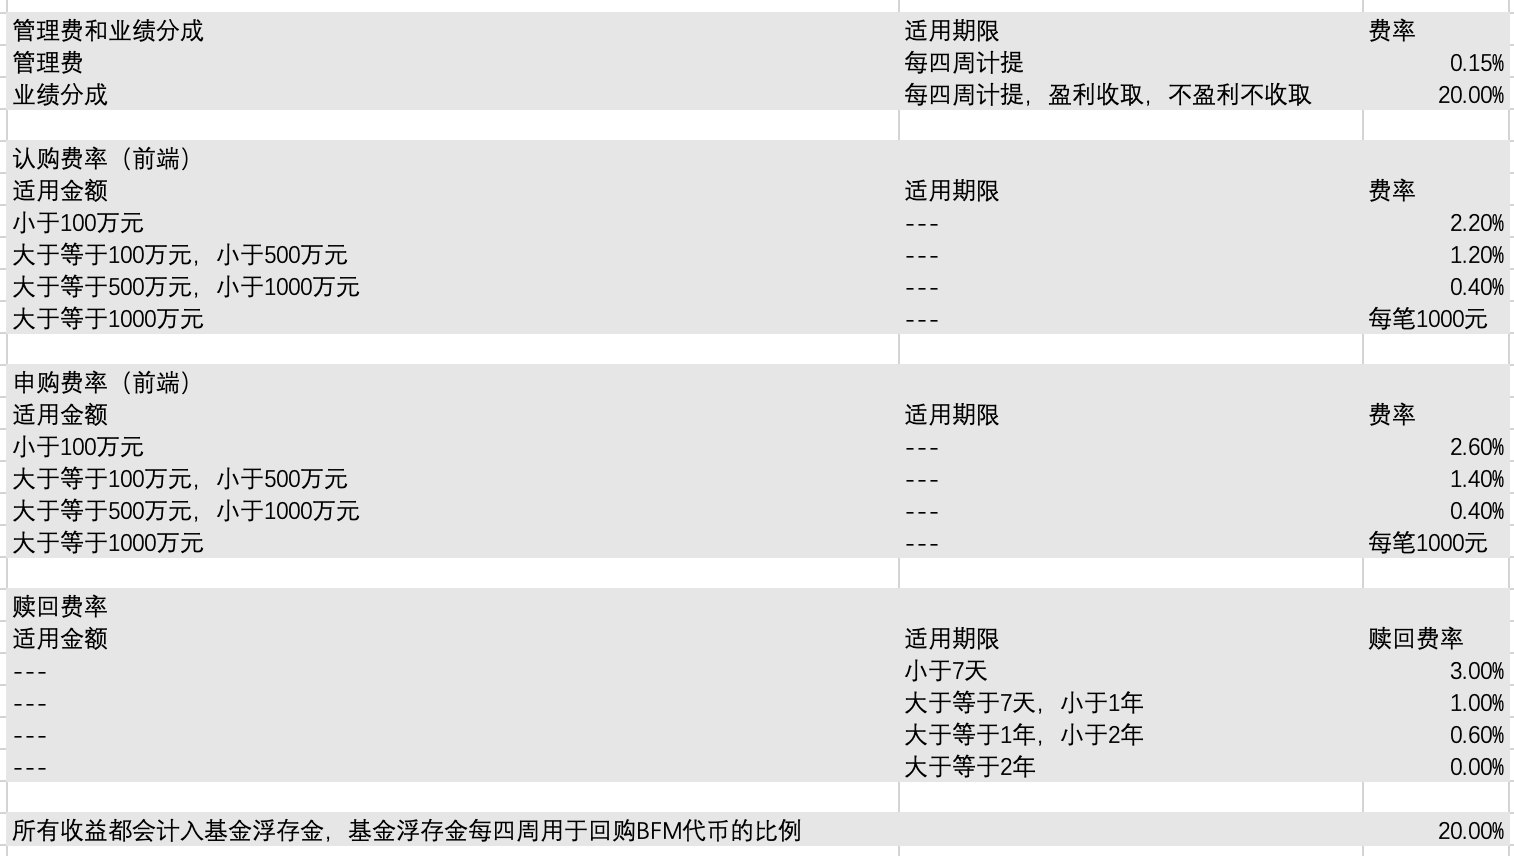 管理费和业绩分成 适用期限 费率
管理费 每四周计提 0.15%
业绩分成 每四周计提，盈利收取，不盈利不收取 20.00%
认购费率（前端）
适用金额 适用期限 费率
小于100万元 --- 2.20%
大于等于100万元，小于500万元 --- 1.20%
大于等于500万元，小于1000万元 --- 0.40%
大于等于1000万元 --- 每笔1000元
申购费率（前端）
适用金额 适用期限 费率
小于100万元 --- 2.60%
大于等于100万元，小于500万元 --- 1.40%
大于等于500万元，小于1000万元 --- 0.40%
大于等于1000万元 --- 每笔1000元
赎回费率
适用金额 适用期限 赎回费率
--- 小于7天 3.00%
--- 大于等于7天，小于1年 1.00%
--- 大于等于1年，小于2年 0.60%
--- 大于等于2年 0.00%
所有收益都会计入基金浮存金，基金浮存金每四周用于回购BFM代币的比例 20.00%